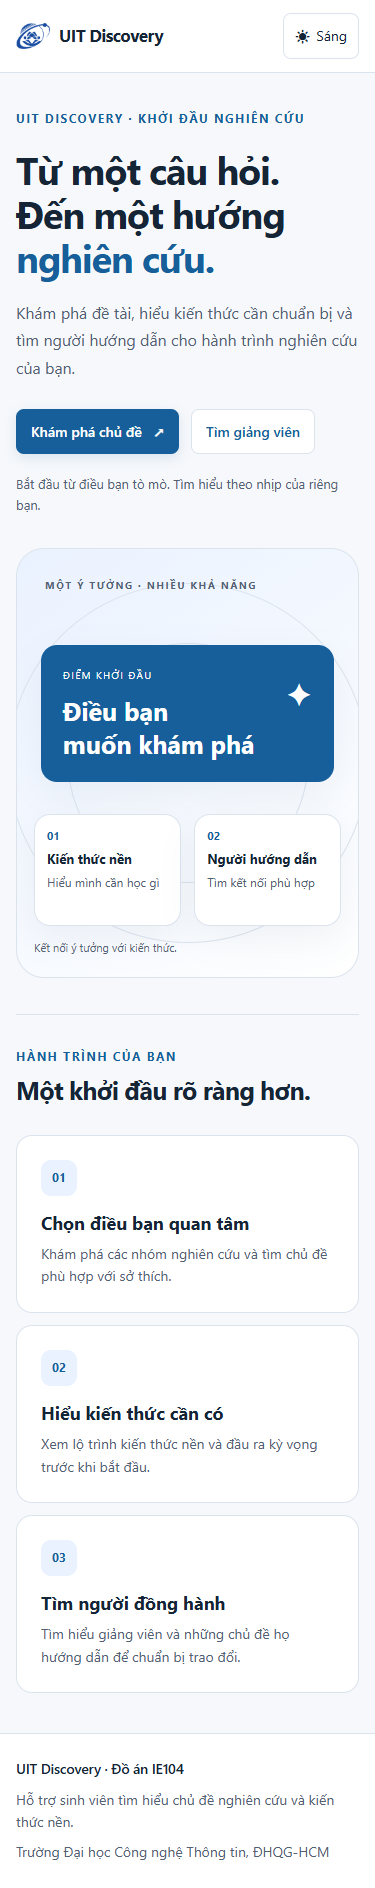 UIT Discovery
Sáng
UIT DISCOVERY · KHỞI ĐẦU NGHIÊN CỨU
Từ một câu hỏi.
Đến một hướng
nghiên cứu.
Khám phá đề tài, hiểu kiến thức cần chuẩn bị và
tìm người hướng dẫn cho hành trình nghiên cứu
của bạn.
Khám phá chủ đề ↗
Tìm giảng viên
Bắt đầu từ điều bạn tò mò. Tìm hiểu theo nhịp của riêng
bạn.
MỘT Ý TƯỞNG · NHIỀU KHẢ NĂNG
ĐIỂM KHỞI ĐẦU
Điều bạn
muốn khám phá
01
Kiến thức nền
Hiểu mình cần học gì
02
Người hướng dẫn
Tìm kết nối phù hợp
Kết nối ý tưởng với kiến thức.
HÀNH TRÌNH CỦA BẠN
Một khởi đầu rõ ràng hơn.
01
Chọn điều bạn quan tâm
Khám phá các nhóm nghiên cứu và tìm chủ đề
phù hợp với sở thích.
02
Hiểu kiến thức cần có
Xem lộ trình kiến thức nền và đầu ra kỳ vọng
trước khi bắt đầu.
03
Tìm người đồng hành
Tìm hiểu giảng viên và những chủ đề họ
hướng dẫn để chuẩn bị trao đổi.
UIT Discovery · Đồ án IE104
Hỗ trợ sinh viên tìm hiểu chủ đề nghiên cứu và kiến
thức nền.
Trường Đại học Công nghệ Thông tin, ĐHQG-HCM